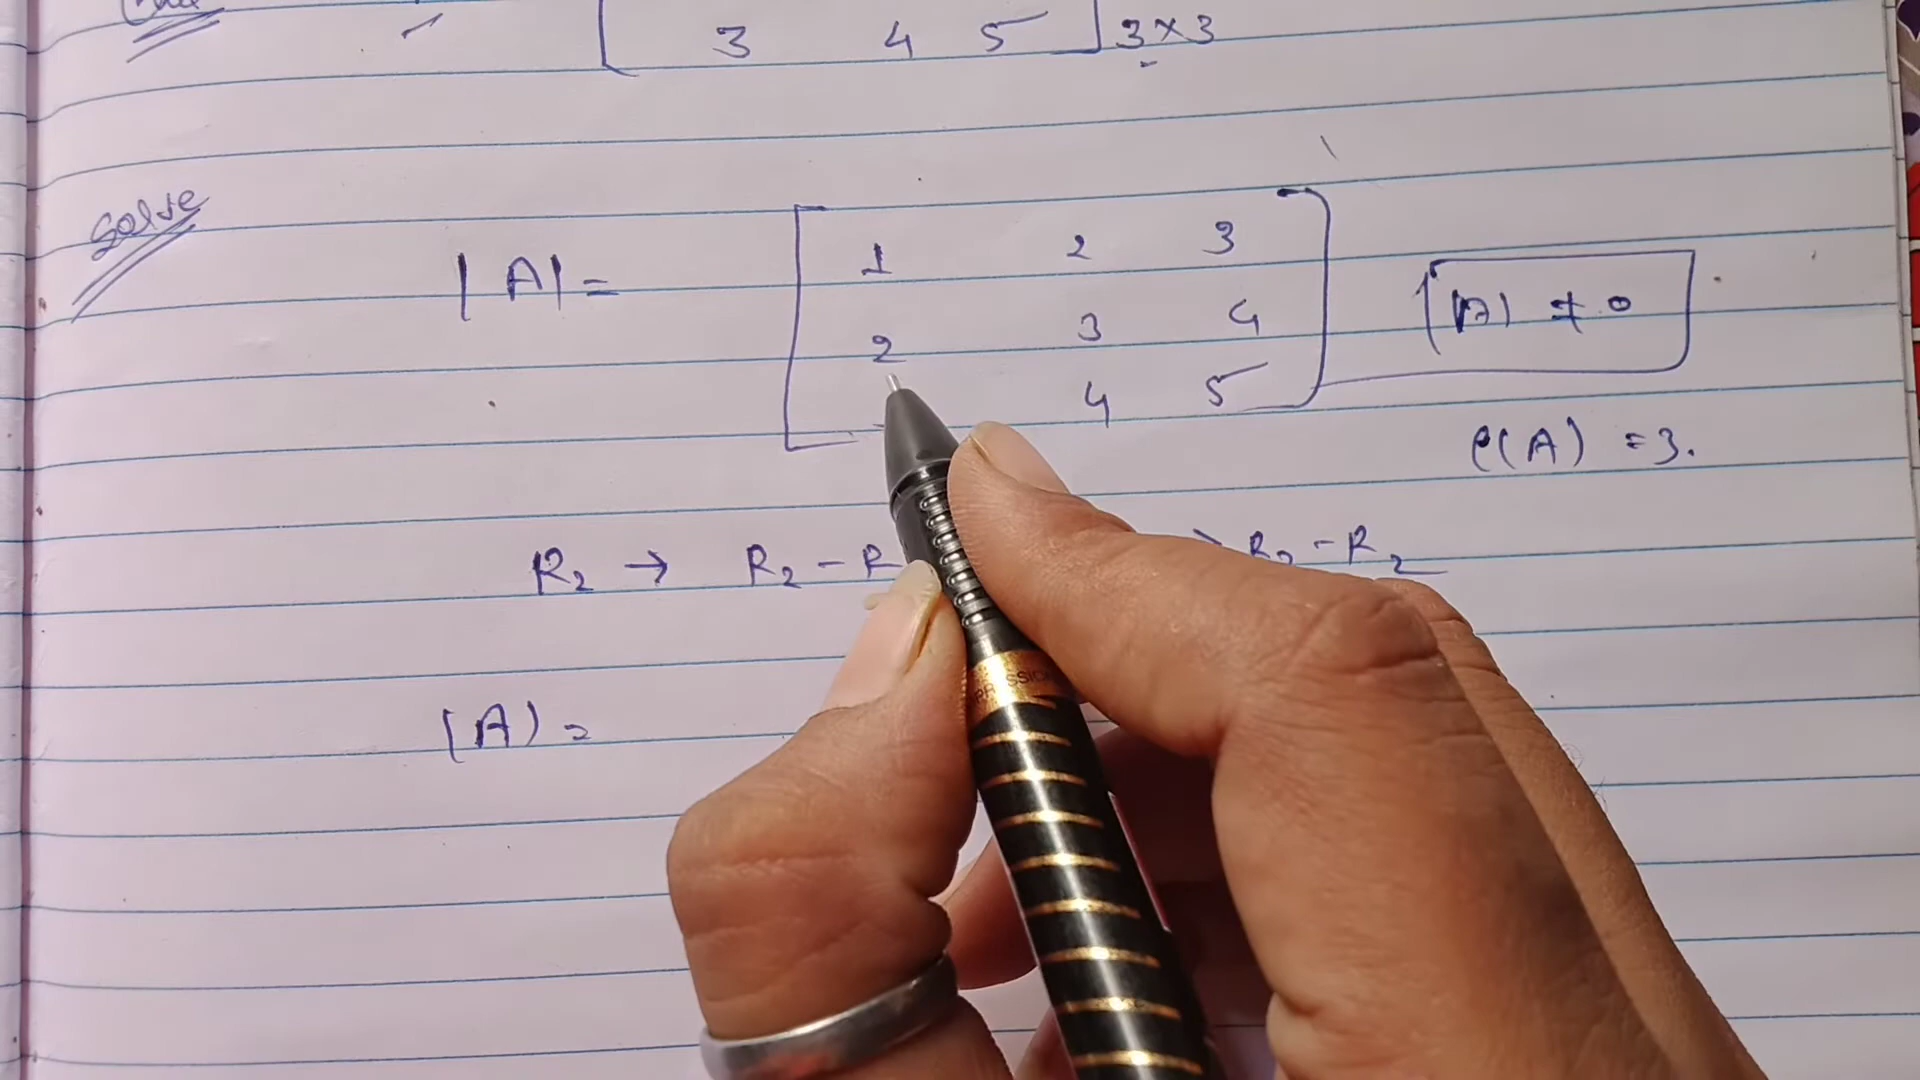 3 4 5 3×3
Solve
|A| = 1 2 3
2 3 4
4 5
|A| ≠ 0
ρ(A) = 3.
R₂ → R₂ - R R₂ - R₂
|A| =